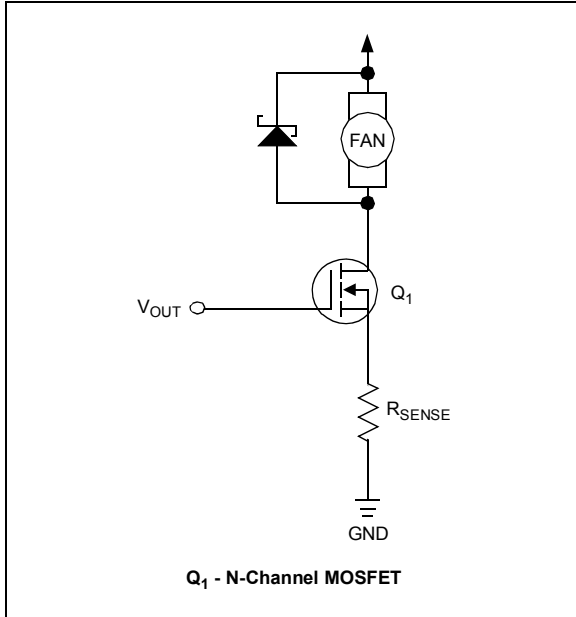 FAN
Q1
VOUT
RSENSE
GND
Q1 - N-Channel MOSFET